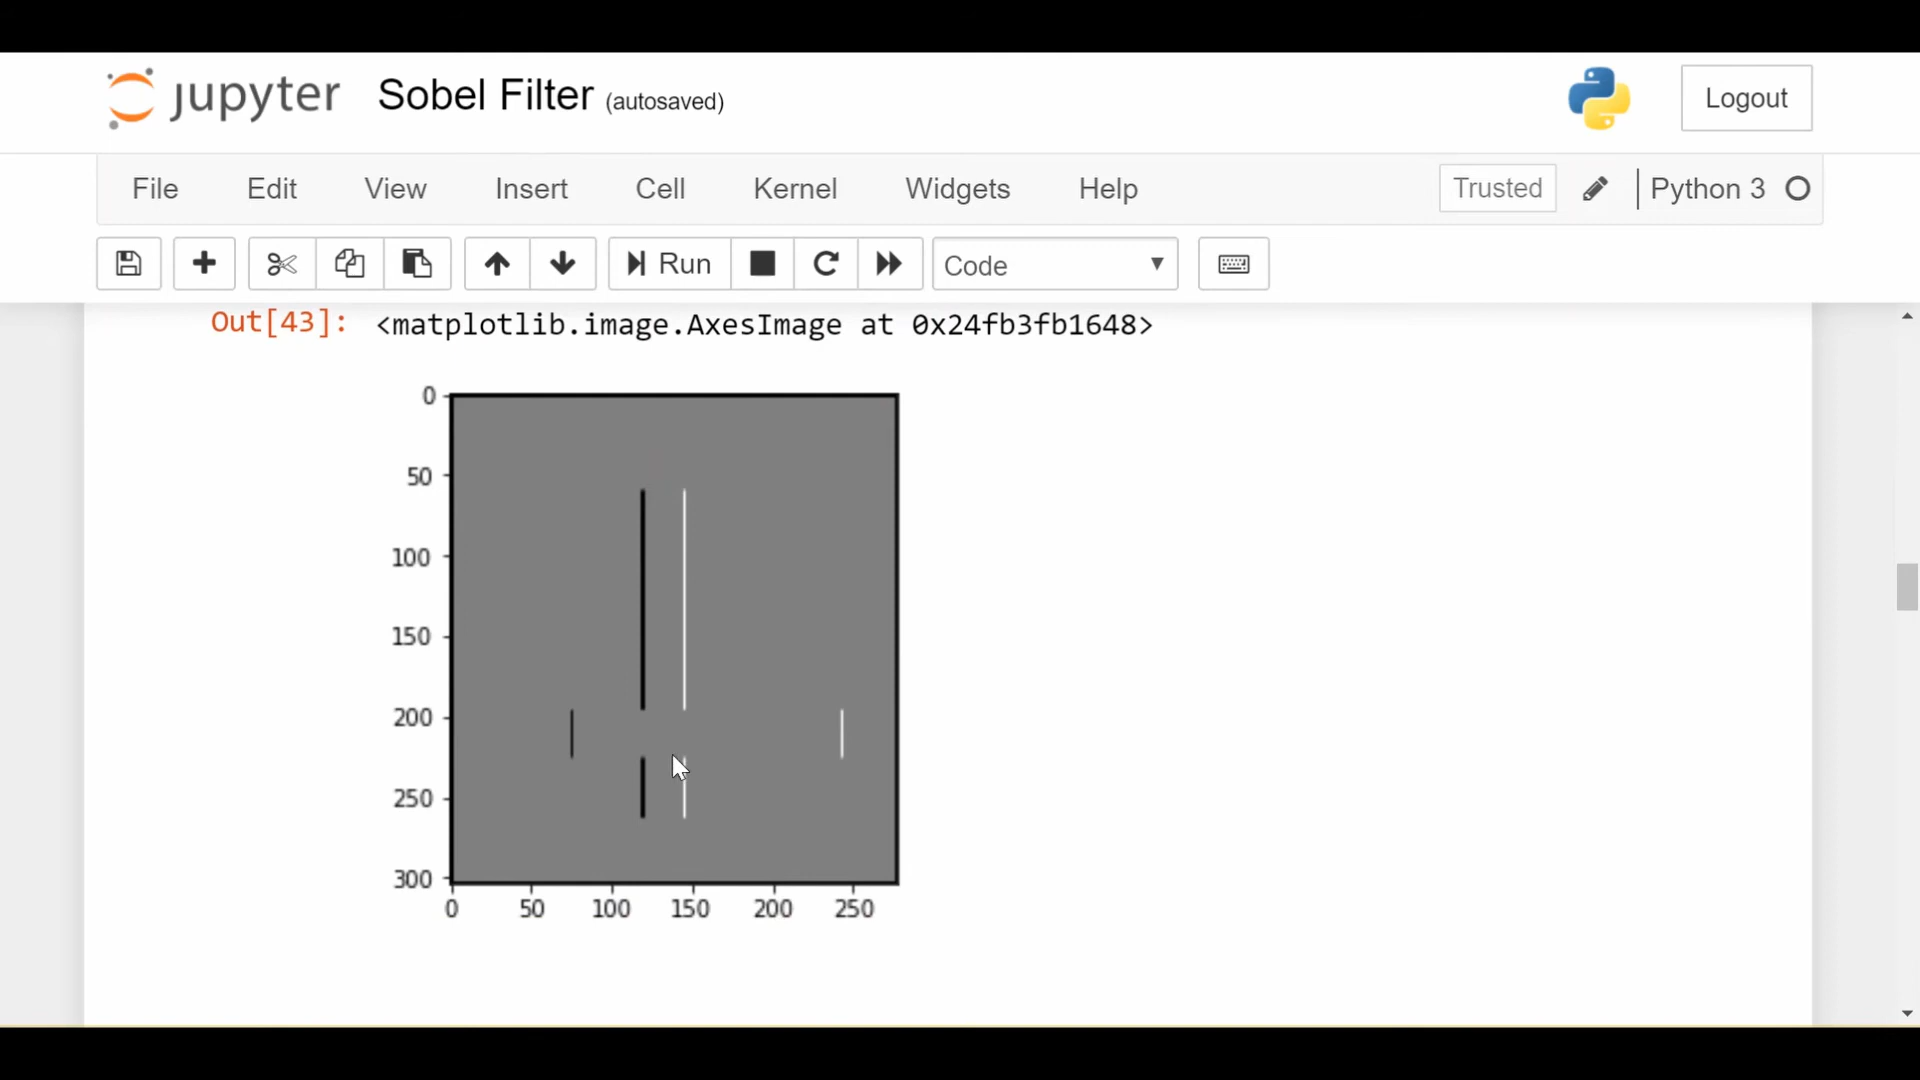 jupyter Sobel Filter (autosaved) Logout
File Edit View Insert Cell Kernel Widgets Help Trusted Python 3
Run Code
Out[43]: <matplotlib.image.AxesImage at 0x24fb3fb1648>
0
50
100
150
200
250
300
0 50 100 150 200 250